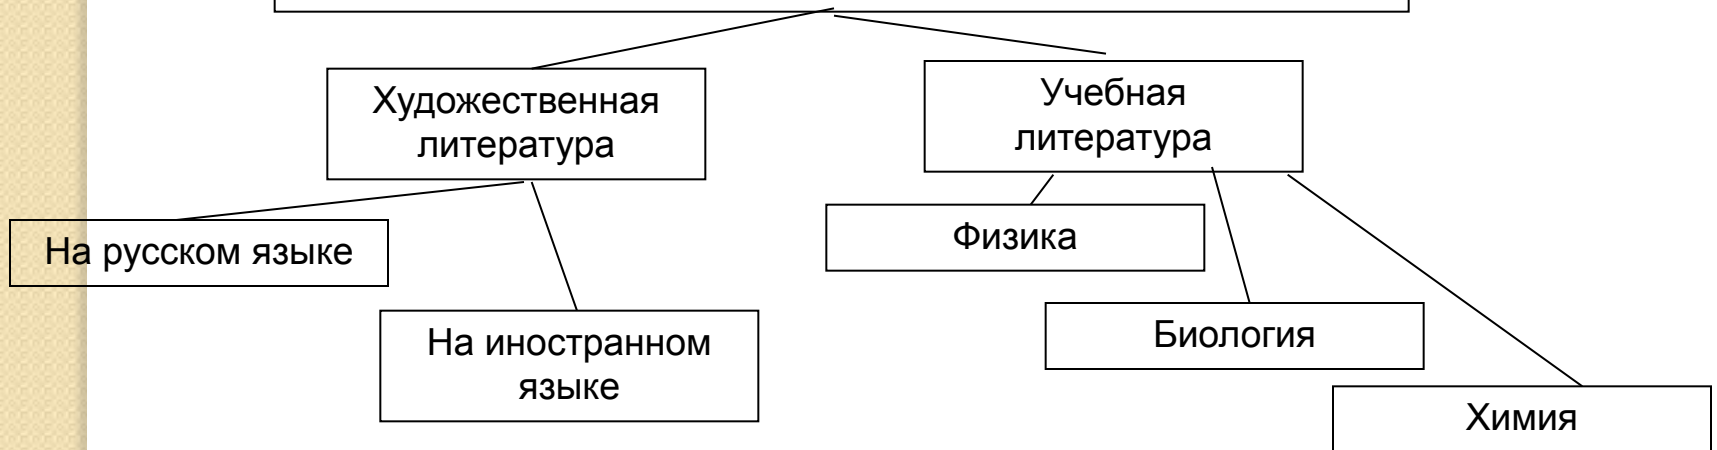 Художественная
литература
Учебная
литература
На русском языке
Физика
На иностранном
языке
Биология
Химия